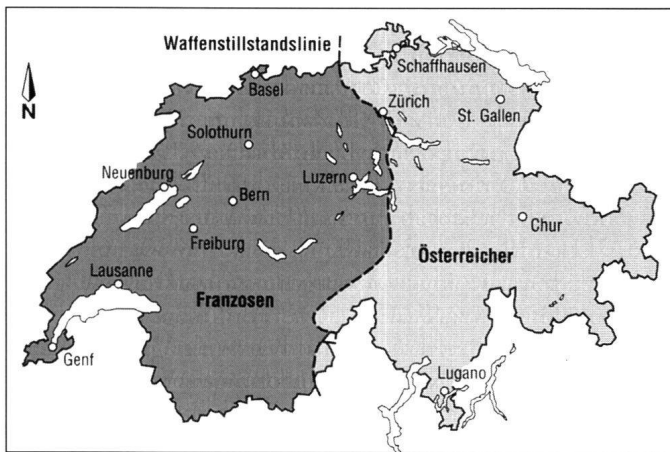 Waffenstillstandslinie
Schaffhausen
Basel
N
Zürich
St. Gallen
Solothurn
Neuenburg
Luzern
Bern
Chur
Freiburg
Österreicher
Lausanne
Franzosen
Genf
Lugano